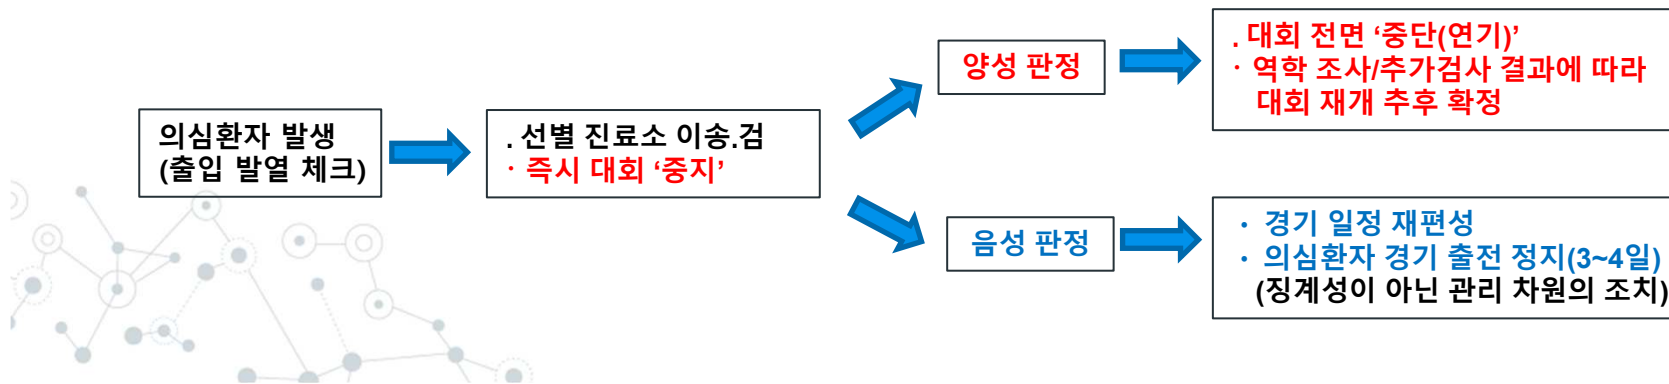 의심환자 발생
(출입 발열 체크)
. 선별 진료소 이송.검
· 즉시 대회 ‘중지’
양성 판정
. 대회 전면 ‘중단(연기)’
· 역학 조사/추가검사 결과에 따라
대회 재개 추후 확정
음성 판정
· 경기 일정 재편성
· 의심환자 경기 출전 정지(3~4일)
(징계성이 아닌 관리 차원의 조치)